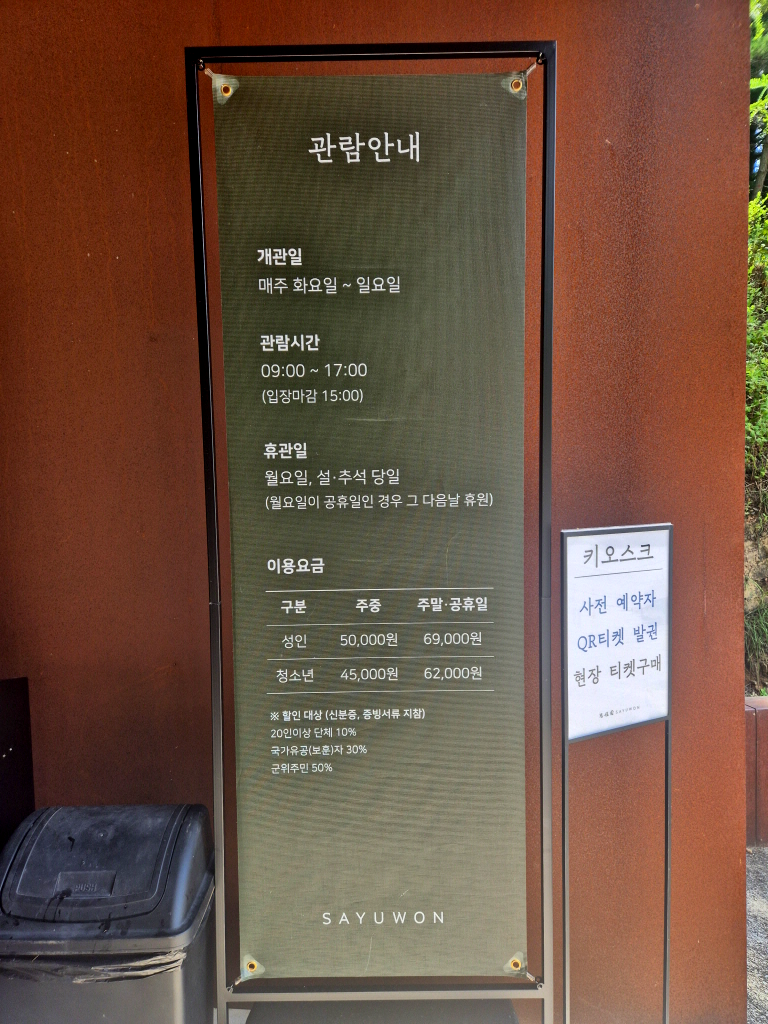 관람안내
개관일
매주 화요일 ~ 일요일
관람시간
09:00 ~ 17:00
(입장마감 15:00)
휴관일
월요일, 설·추석 당일
(월요일이 공휴일인 경우 그 다음날 휴원)
이용요금
구분 주중 주말·공휴일
성인 50,000원 69,000원
청소년 45,000원 62,000원
※ 할인 대상 (신분증, 증빙서류 지참)
20인이상 단체 10%
국가유공(보훈)자 30%
군위주민 50%
SAYUWON
키오스크
사전 예약자
QR티켓 발권
현장 티켓구매
SAYUWON
PUSH